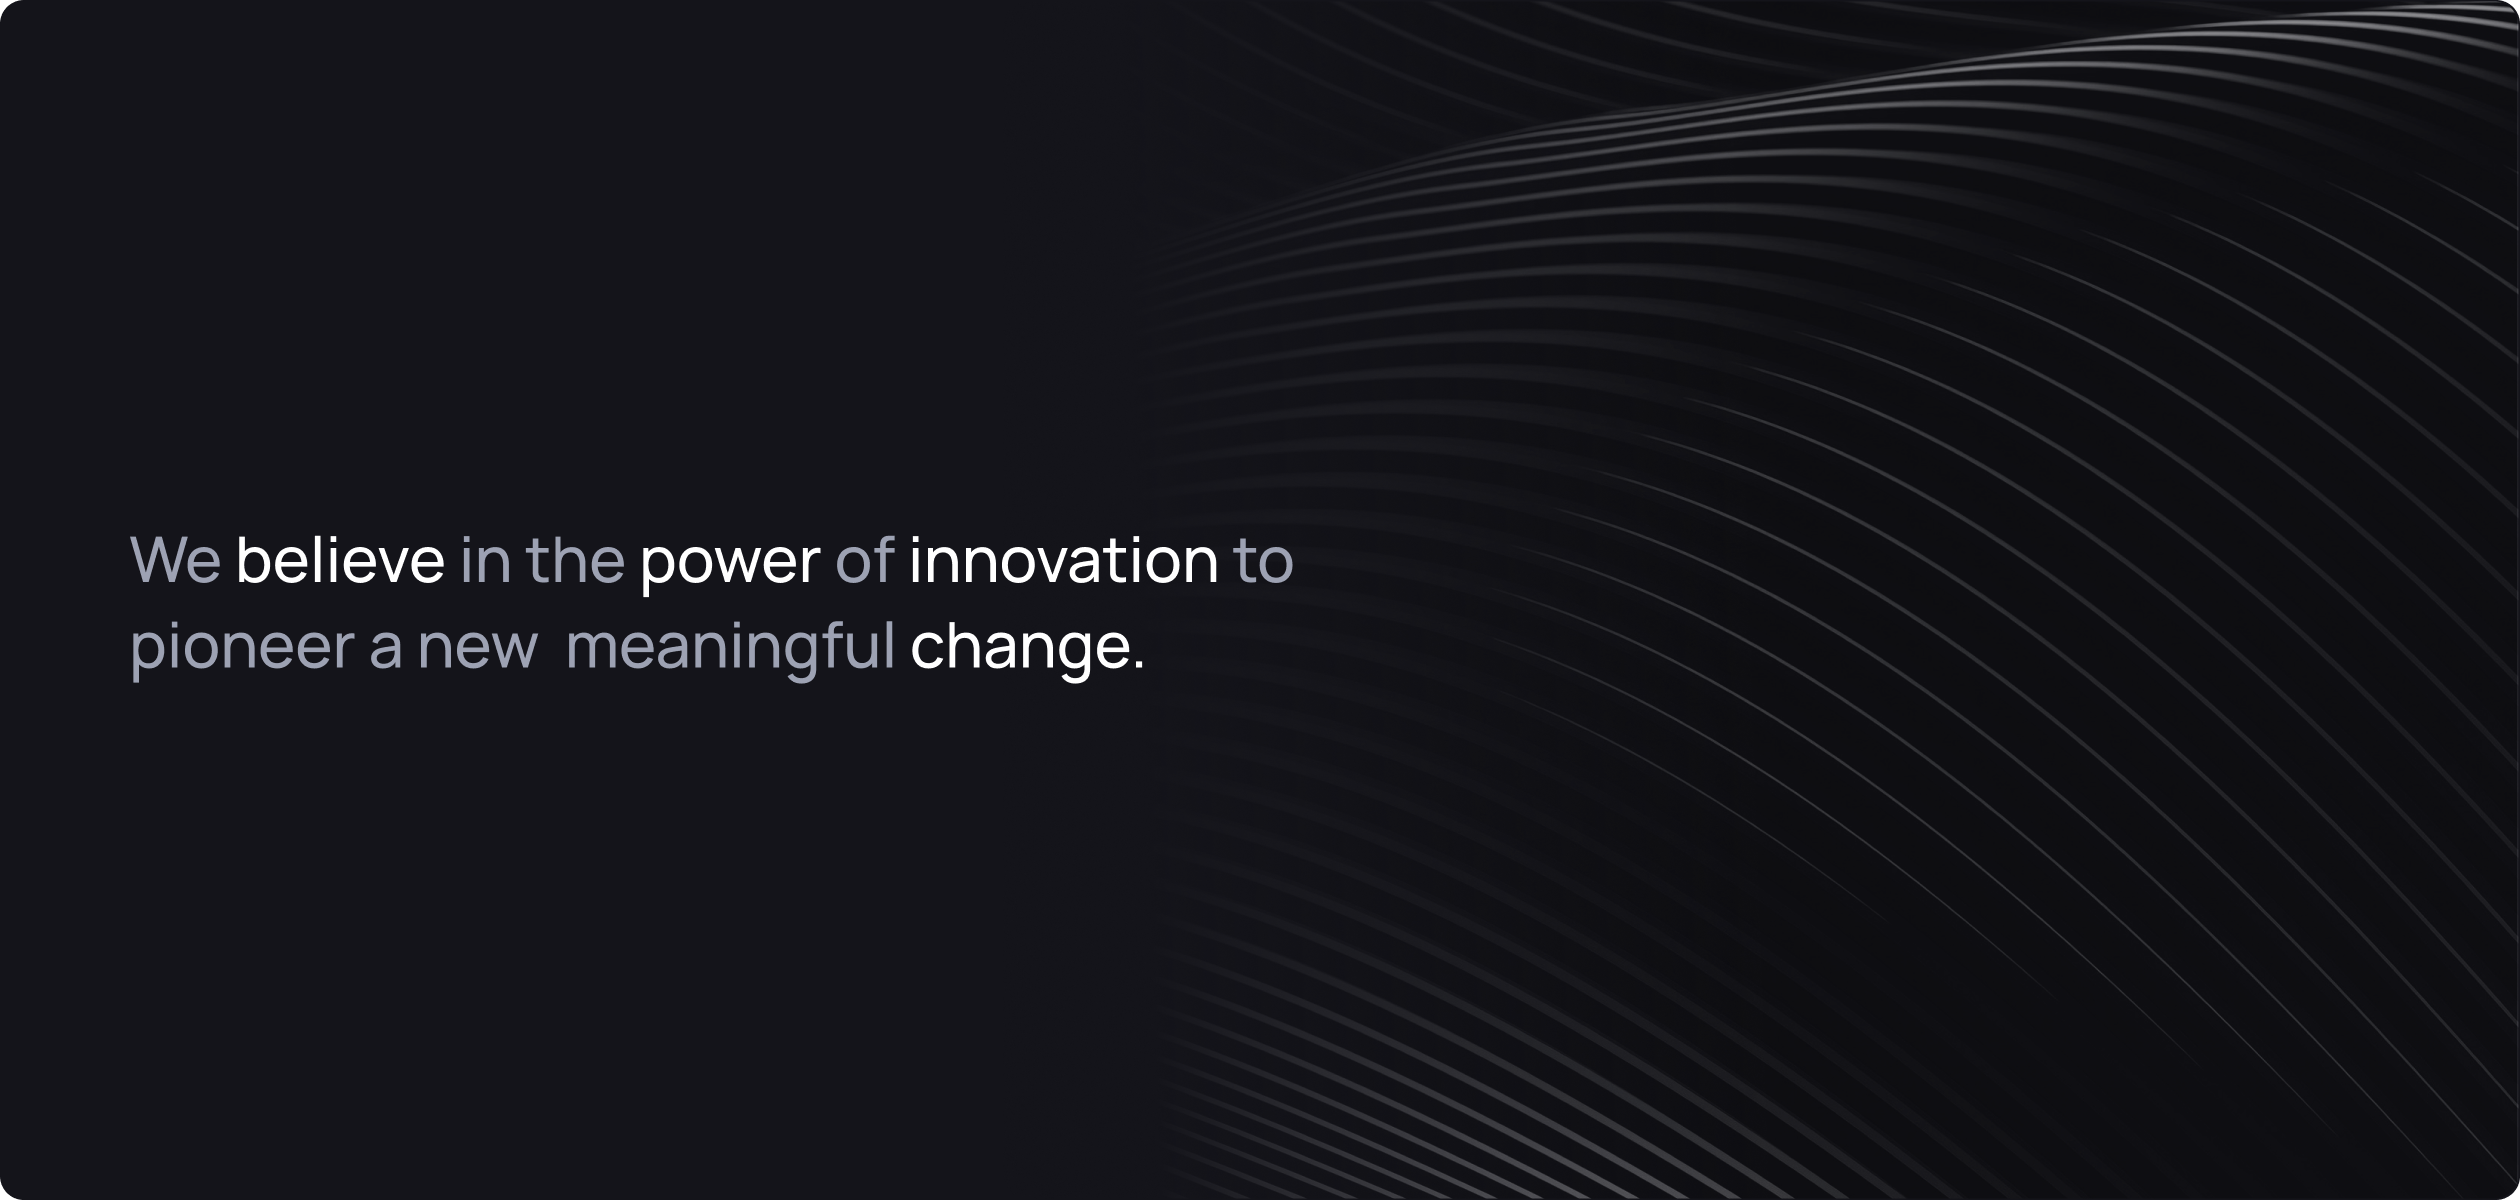 We believe in the power of innovation to
pioneer a new meaningful change.